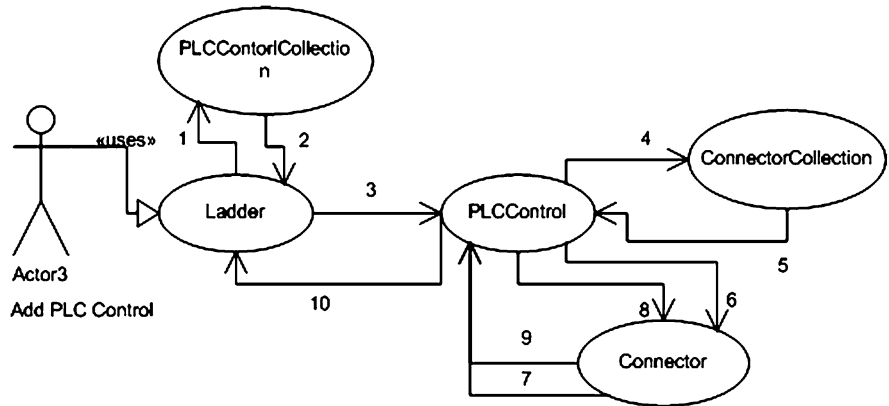 PLCContorlCollectio
n
«uses»
1
2
4
ConnectorCollection
Ladder
3
PLCControl
Actor3
5
Add PLC Control
10
8
6
9
Connector
7